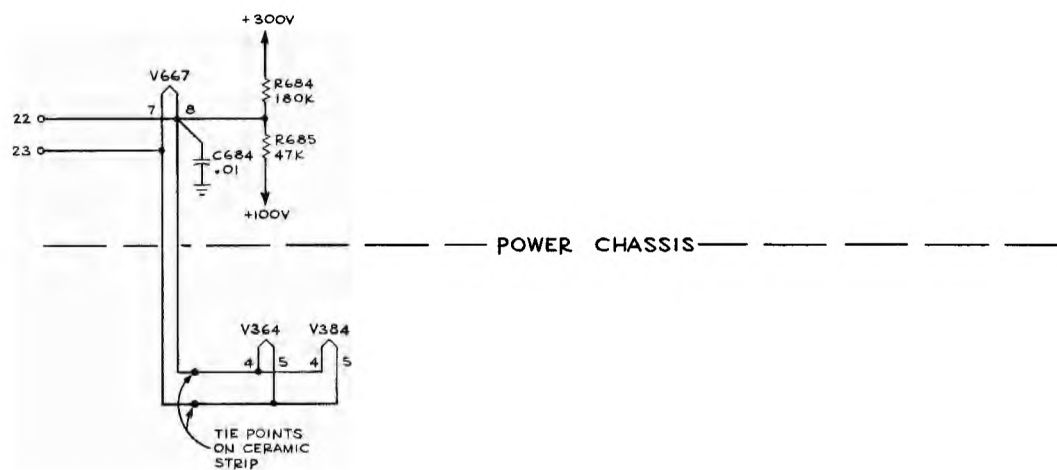 +300V
V667
R684
180K
7 8
22
R685
47K
23
C684
.01
+100V
POWER CHASSIS
V364 V384
4 5 4 5
TIE POINTS
ON CERAMIC
STRIP